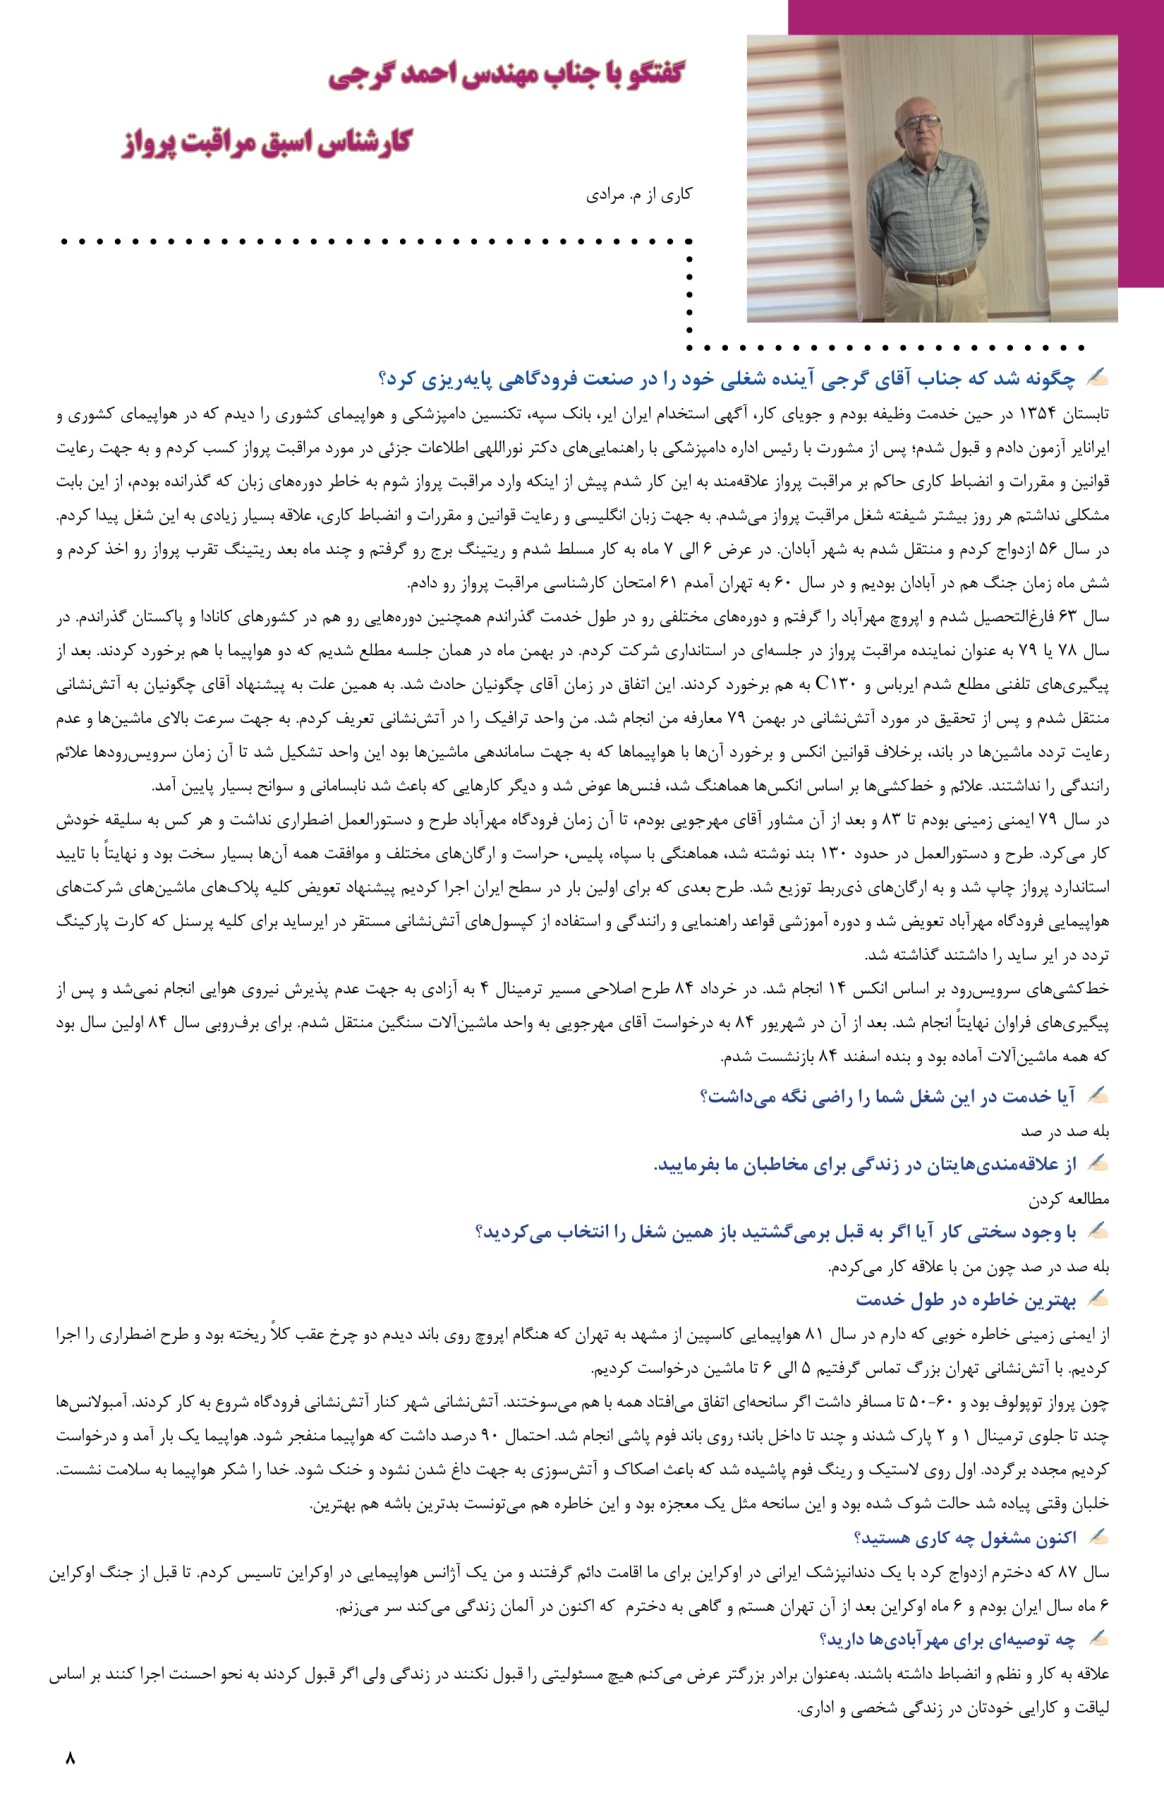 گفتگو با جناب مهندس احمد گرجی
کارشناس اسبق مراقبت پرواز
کاری از م. مرادی
چگونه شد که جناب آقای گرجی آینده شغلی خود را در صنعت فرودگاهی پایه‌ریزی کرد؟
تابستان ۱۳۵۴ در حین خدمت وظیفه بودم و جویای کار، آگهی استخدام ایران ایر، بانک سپه، تکنسین دامپزشکی و هواپیمای کشوری را دیدم که در هواپیمای کشوری و
ایرانایر آزمون دادم و قبول شدم؛ پس از مشورت با رئیس اداره دامپزشکی با راهنمایی‌های دکتر نوراللهی اطلاعات جزئی در مورد مراقبت پرواز کسب کردم و به جهت رعایت
قوانین و مقررات و انضباط کاری حاکم بر مراقبت پرواز علاقه‌مند به این کار شدم پیش از اینکه وارد مراقبت پرواز شوم به خاطر دوره‌های زبان که گذرانده بودم، از این بابت
مشکلی نداشتم هر روز بیشتر شیفته شغل مراقبت پرواز می‌شدم. به جهت زبان انگلیسی و رعایت قوانین و مقررات و انضباط کاری، علاقه بسیار زیادی به این شغل پیدا کردم.
در سال ۵۶ ازدواج کردم و منتقل شدم به شهر آبادان. در عرض ۶ الی ۷ ماه به کار مسلط شدم و ریتینگ برج رو گرفتم و چند ماه بعد ریتینگ تقرب پرواز رو اخذ کردم و
شش ماه زمان جنگ هم در آبادان بودیم و در سال ۶۰ به تهران آمدم ۶۱ امتحان کارشناسی مراقبت پرواز رو دادم.
سال ۶۳ فارغ‌التحصیل شدم و اپروچ مهرآباد را گرفتم و دوره‌های مختلفی رو در طول خدمت گذراندم همچنین دوره‌هایی رو هم در کشورهای کانادا و پاکستان گذراندم. در
سال ۷۸ یا ۷۹ به عنوان نماینده مراقبت پرواز در جلسه‌ای در استانداری شرکت کردم. در بهمن ماه در همان جلسه مطلع شدیم که دو هواپیما با هم برخورد کردند. بعد از
پیگیری‌های تلفنی مطلع شدم ایرباس و C۱۳۰ به هم برخورد کردند. این اتفاق در زمان آقای چگونیان حادث شد. به همین علت به پیشنهاد آقای چگونیان به آتش‌نشانی
منتقل شدم و پس از تحقیق در مورد آتش‌نشانی در بهمن ۷۹ معارفه من انجام شد. من واحد ترافیک را در آتش‌نشانی تعریف کردم. به جهت سرعت بالای ماشین‌ها و عدم
رعایت تردد ماشین‌ها در باند، برخلاف قوانین انکس و برخورد آن‌ها با هواپیماها که به جهت ساماندهی ماشین‌ها بود این واحد تشکیل شد تا آن زمان سرویس‌رودها علائم
رانندگی را نداشتند. علائم و خط‌کشی‌ها بر اساس انکس‌ها هماهنگ شد، فنس‌ها عوض شد و دیگر کارهایی که باعث شد نابسامانی و سوانح بسیار پایین آمد.
در سال ۷۹ ایمنی زمینی بودم تا ۸۳ و بعد از آن مشاور آقای مهرجویی بودم، تا آن زمان فرودگاه مهرآباد طرح و دستورالعمل اضطراری نداشت و هر کس به سلیقه خودش
کار می‌کرد. طرح و دستورالعمل در حدود ۱۳۰ بند نوشته شد، هماهنگی با سپاه، پلیس، حراست و ارگان‌های مختلف و موافقت همه آن‌ها بسیار سخت بود و نهایتاً با تایید
استاندارد پرواز چاپ شد و به ارگان‌های ذی‌ربط توزیع شد. طرح بعدی که برای اولین بار در سطح ایران اجرا کردیم پیشنهاد تعویض کلیه پلاک‌های ماشین‌های شرکت‌های
هواپیمایی فرودگاه مهرآباد تعویض شد و دوره آموزشی قواعد راهنمایی و رانندگی و استفاده از کپسول‌های آتش‌نشانی مستقر در ایرساید برای کلیه پرسنل که کارت پارکینگ
تردد در ایر ساید را داشتند گذاشته شد.
خط‌کشی‌های سرویس‌رود بر اساس انکس ۱۴ انجام شد. در خرداد ۸۴ طرح اصلاحی مسیر ترمینال ۴ به آزادی به جهت عدم پذیرش نیروی هوایی انجام نمی‌شد و پس از
پیگیری‌های فراوان نهایتاً انجام شد. بعد از آن در شهریور ۸۴ به درخواست آقای مهرجویی به واحد ماشین‌آلات سنگین منتقل شدم. برای برف‌روبی سال ۸۴ اولین سال بود
که همه ماشین‌آلات آماده بود و بنده اسفند ۸۴ بازنشست شدم.
آیا خدمت در این شغل شما را راضی نگه می‌داشت؟
بله صد در صد
از علاقه‌مندی‌هایتان در زندگی برای مخاطبان ما بفرمایید.
مطالعه کردن
با وجود سختی کار آیا اگر به قبل برمی‌گشتید باز همین شغل را انتخاب می‌کردید؟
بله صد در صد چون من با علاقه کار می‌کردم.
بهترین خاطره در طول خدمت
از ایمنی زمینی خاطره خوبی که دارم در سال ۸۱ هواپیمایی کاسپین از مشهد به تهران که هنگام اپروچ روی باند دیدم دو چرخ عقب کلاً ریخته بود و طرح اضطراری را اجرا
کردیم. با آتش‌نشانی تهران بزرگ تماس گرفتیم ۵ الی ۶ تا ماشین درخواست کردیم.
چون پرواز توپولوف بود و ۶۰-۵۰ تا مسافر داشت اگر سانحه‌ای اتفاق می‌افتاد همه با هم می‌سوختند. آتش‌نشانی شهر کنار آتش‌نشانی فرودگاه شروع به کار کردند. آمبولانس‌ها
چند تا جلوی ترمینال ۱ و ۲ پارک شدند و چند تا داخل باند؛ روی باند فوم پاشی انجام شد. احتمال ۹۰ درصد داشت که هواپیما منفجر شود. هواپیما یک بار آمد و درخواست
کردیم مجدد برگردد. اول روی لاستیک و رینگ فوم پاشیده شد که باعث اصکاک و آتش‌سوزی به جهت داغ شدن نشود و خنک شود. خدا را شکر هواپیما به سلامت نشست.
خلبان وقتی پیاده شد حالت شوک شده بود و این سانحه مثل یک معجزه بود و این خاطره هم می‌تونست بدترین باشه هم بهترین.
اکنون مشغول چه کاری هستید؟
سال ۸۷ که دخترم ازدواج کرد با یک دندانپزشک ایرانی در اوکراین برای ما اقامت دائم گرفتند و من یک آژانس هواپیمایی در اوکراین تاسیس کردم. تا قبل از جنگ اوکراین
۶ ماه سال ایران بودم و ۶ ماه اوکراین بعد از آن تهران هستم و گاهی به دخترم که اکنون در آلمان زندگی می‌کند سر می‌زنم.
چه توصیه‌ای برای مهرآبادی‌ها دارید؟
علاقه به کار و نظم و انضباط داشته باشند. به‌عنوان برادر بزرگتر عرض می‌کنم هیچ مسئولیتی را قبول نکنند در زندگی ولی اگر قبول کردند به نحو احسنت اجرا کنند بر اساس
لیاقت و کارایی خودتان در زندگی شخصی و اداری.
۸